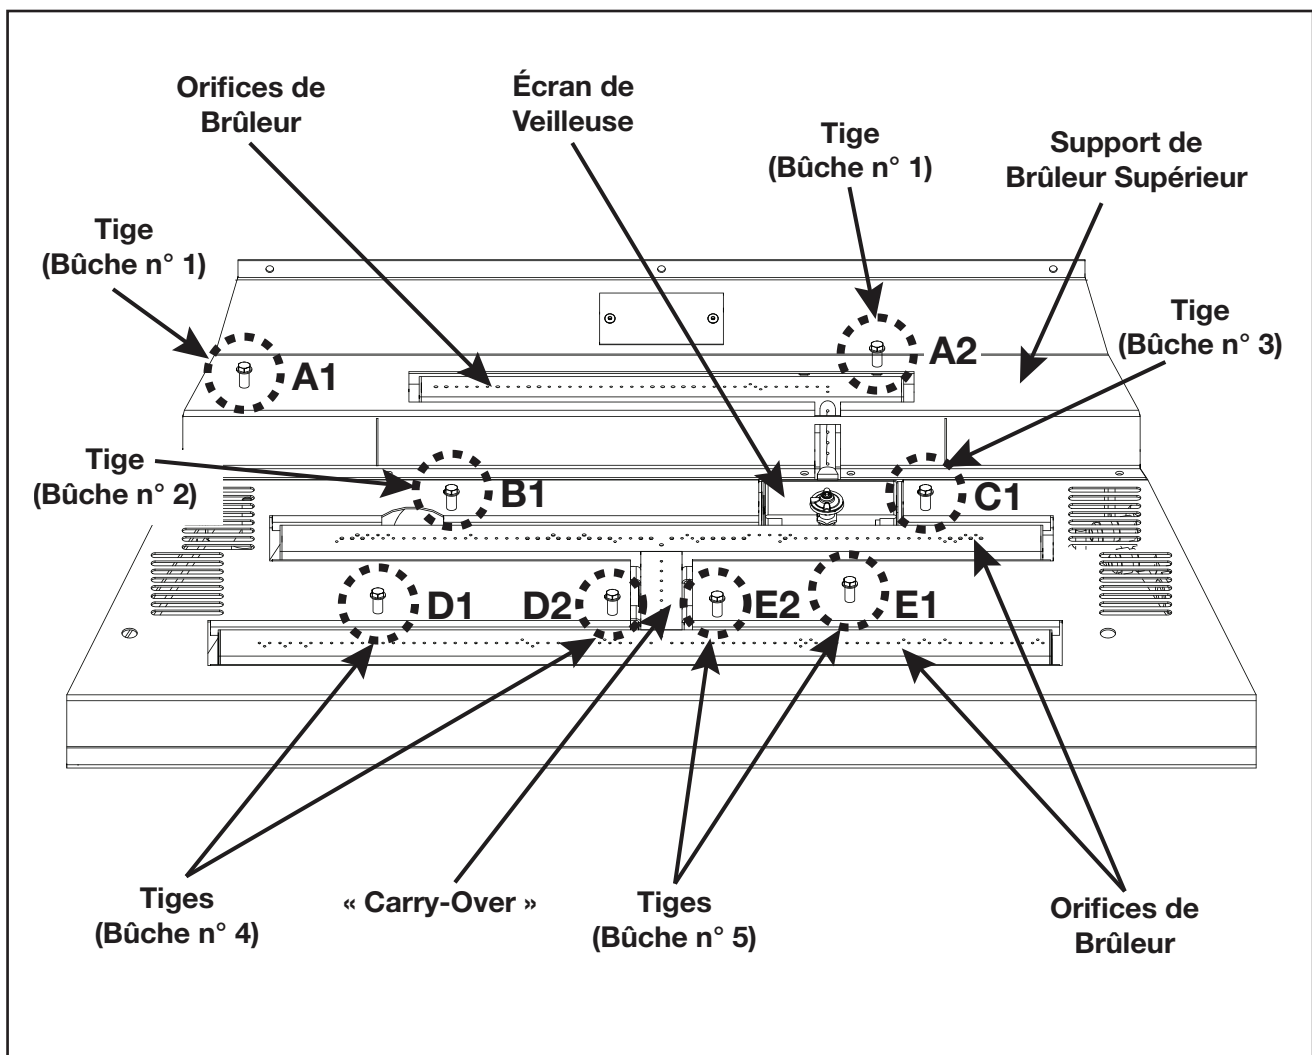 Orifices de
Brûleur
Écran de
Veilleuse
Tige
(Bûche n° 1)
Support de
Brûleur Supérieur
Tige
(Bûche n° 1)
Tige
(Bûche n° 3)
A1
A2
Tige
(Bûche n° 2)
B1
C1
D1
D2
E2
E1
Tiges
(Bûche n° 4)
« Carry-Over »
Tiges
(Bûche n° 5)
Orifices de
Brûleur